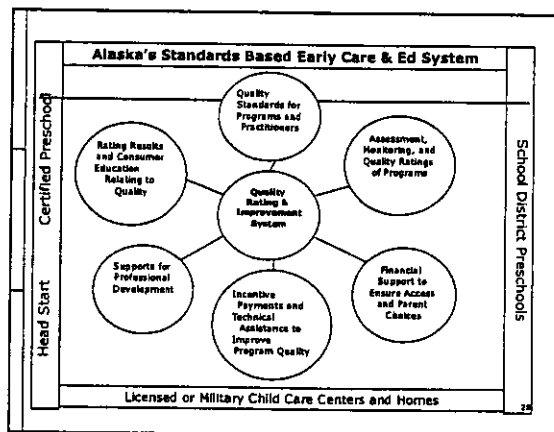 Alaska's Standards Based Early Care & Ed System
Quality
Standards for
Programs and
Practitioners
Rating Results
and Consumer
Education
Relating to
Quality
Assessment,
Monitoring, and
Quality Ratings
of Programs
Quality
Rating &
Improvement
System
Supports for
Professional
Development
Incentive
Payments and
Technical
Assistance to
Improve
Program Quality
Financial
Support to
Ensure Access
and Parent
Choices
Head Start Certified Preschool
School District Preschools
Licensed or Military Child Care Centers and Homes